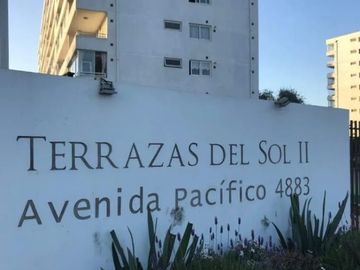 TERRAZAS DEL SOL II
Avenida Pacífico 4883